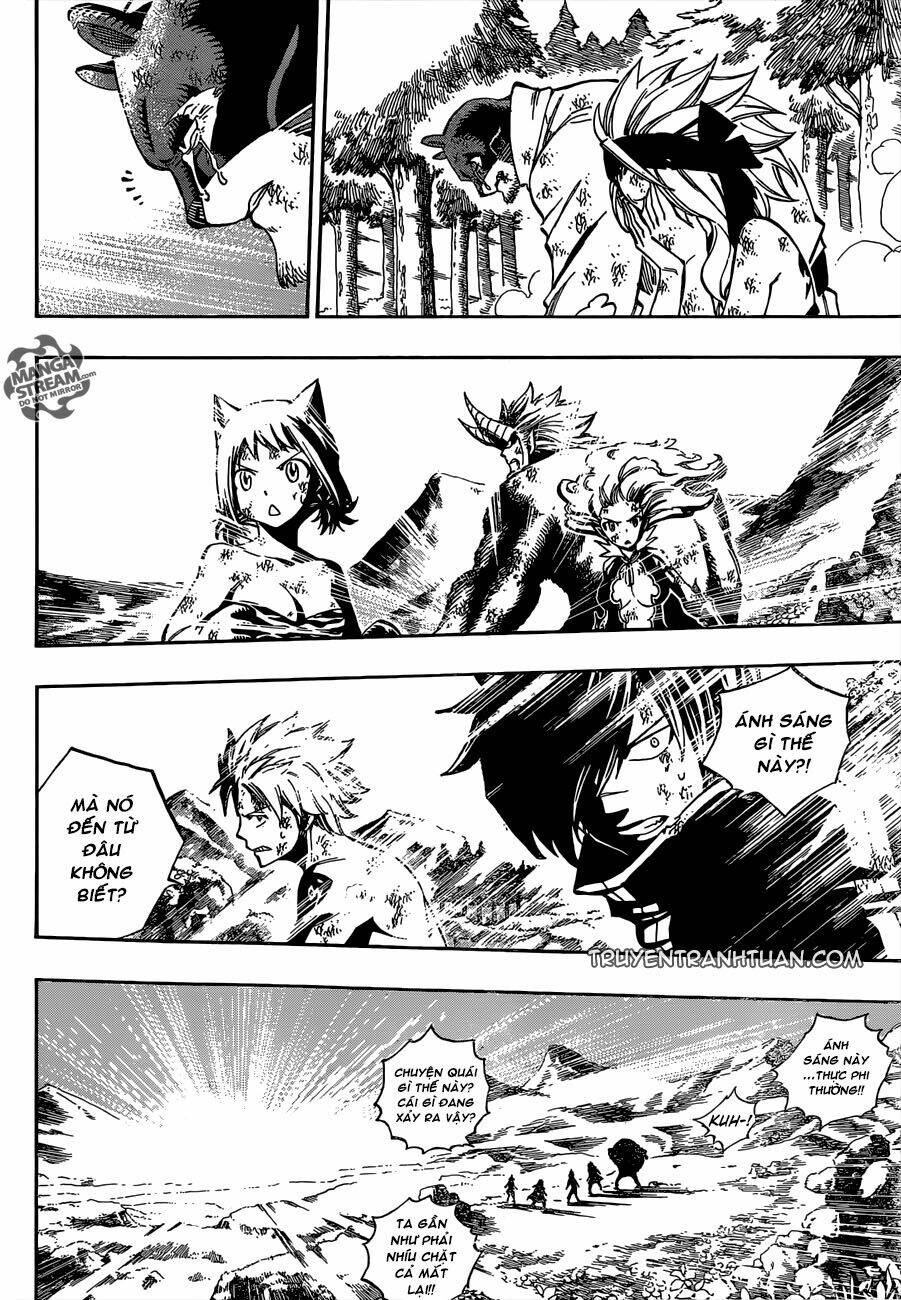 MANGA
STREAM.com
DO NOT MIRROR!
ÁNH SÁNG
GÌ THẾ
NÀY?!
MÀ NÓ
ĐẾN TỪ
ĐÂU
KHÔNG
BIẾT?
TRUYENTRANHTUAN.COM
ÁNH
SÁNG NÀY
...THỰC PHI
THƯỜNG!!
CHUYỆN QUÁI
GÌ THẾ NÀY?
CÁI GÌ ĐANG
XẢY RA VẬY?
KUH-!
TA GẦN
NHƯ PHẢI
NHÍU CHẶT
CẢ MẮT
LẠI!!